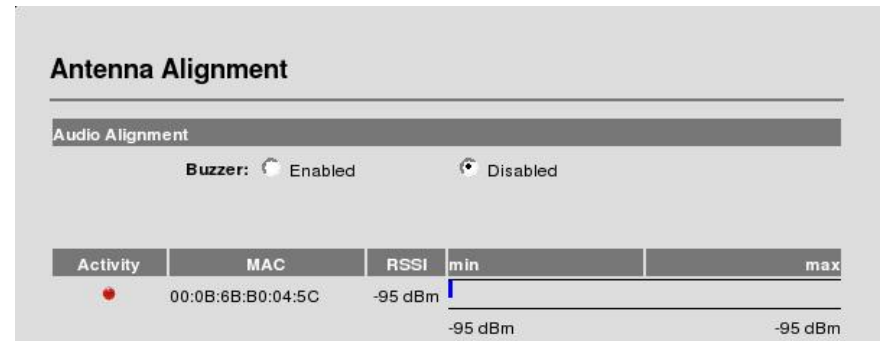 Antenna Alignment
Audio Alignment
Buzzer: Enabled Disabled
Activity MAC RSSI min max
00:0B:6B:B0:04:5C -95 dBm
-95 dBm -95 dBm